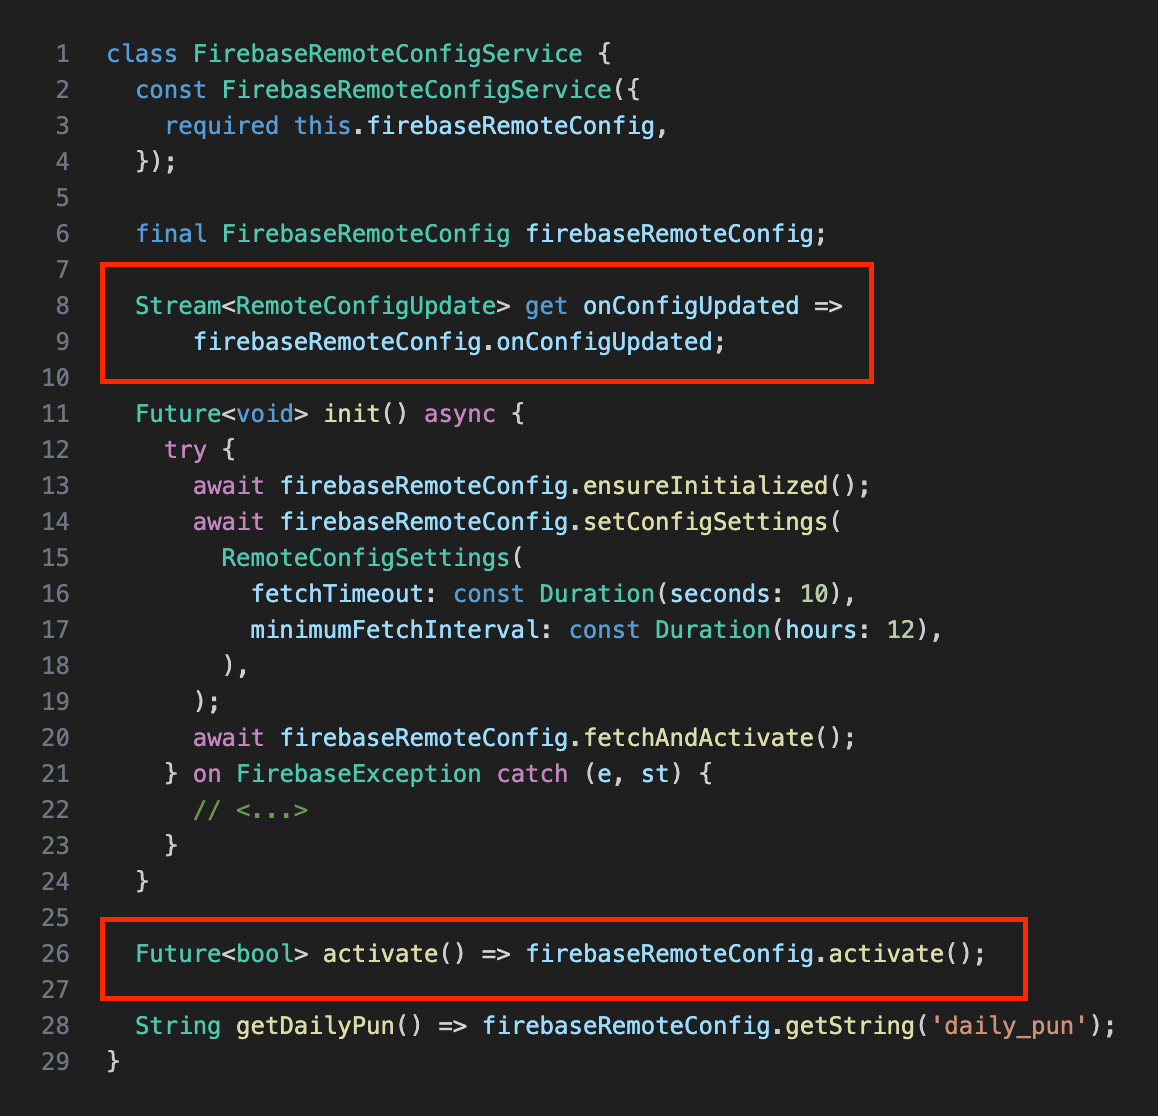 1 class FirebaseRemoteConfigService {
2   const FirebaseRemoteConfigService({
3     required this.firebaseRemoteConfig,
4   });
5
6   final FirebaseRemoteConfig firebaseRemoteConfig;
7
8   Stream<RemoteConfigUpdate> get onConfigUpdated =>
9       firebaseRemoteConfig.onConfigUpdated;
10
11   Future<void> init() async {
12     try {
13       await firebaseRemoteConfig.ensureInitialized();
14       await firebaseRemoteConfig.setConfigSettings(
15         RemoteConfigSettings(
16           fetchTimeout: const Duration(seconds: 10),
17           minimumFetchInterval: const Duration(hours: 12),
18         ),
19       );
20       await firebaseRemoteConfig.fetchAndActivate();
21     } on FirebaseException catch (e, st) {
22       // <...>
23     }
24   }
25
26   Future<bool> activate() => firebaseRemoteConfig.activate();
27
28   String getDailyPun() => firebaseRemoteConfig.getString('daily_pun');
29 }